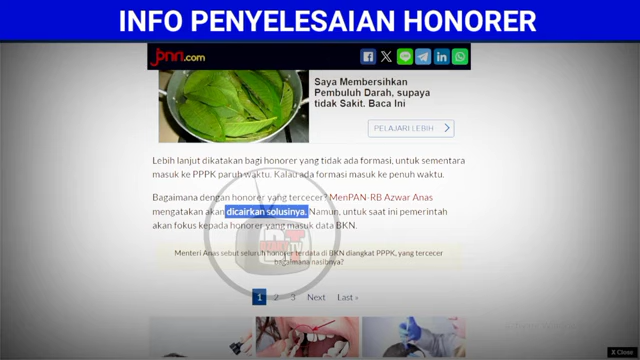 INFO PENYELESAIAN HONORER
jpnn.com
Saya Membersihkan
Pembuluh Darah, supaya
tidak Sakit. Baca Ini
PELAJARI LEBIH
Lebih lanjut dikatakan bagi honorer yang tidak ada formasi, untuk sementara
masuk ke PPPK paruh waktu. Kalau ada formasi masuk ke penuh waktu.
Bagaimana dengan honorer yang tercecer? MenPAN-RB Azwar Anas
mengatakan akan dicairkan solusinya. Namun, untuk saat ini pemerintah
akan fokus kepada honorer yang masuk data BKN.
Menteri Anas sebut seluruh honorer terdata di BKN diangkat PPPK, yang tercecer
bagaimana nasibnya?
1 2 3 Next Last »
X Close